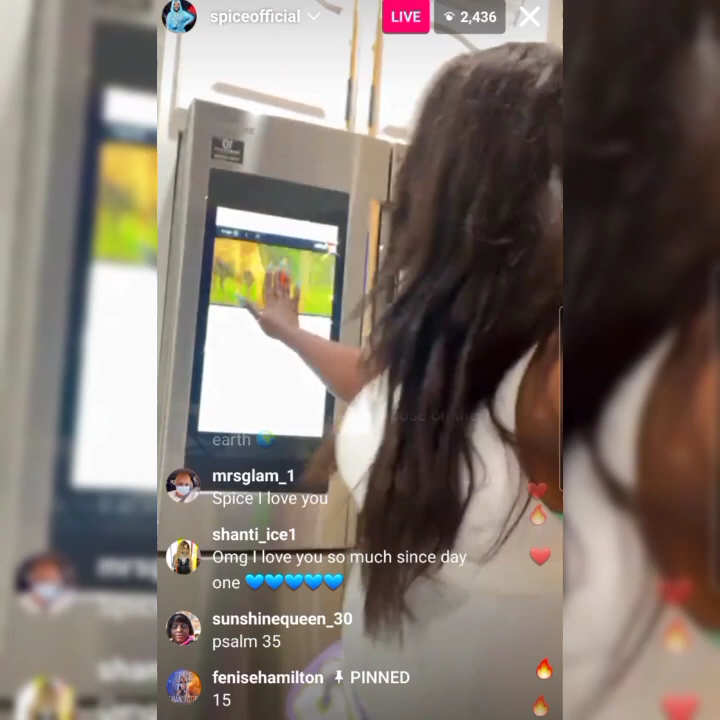 spiceofficial
LIVE
2,436
earth
mrsglam_1
Spice I love you
shanti_ice1
Omg I love you so much since day
one
sunshinequeen_30
psalm 35
fenisehamilton PINNED
15